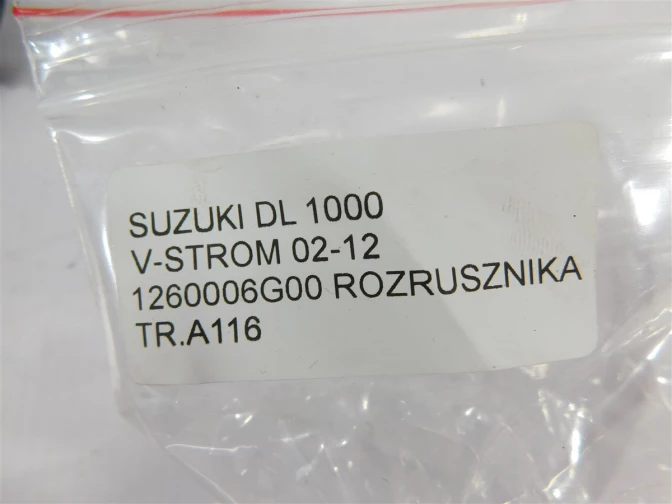 SUZUKI DL 1000
V-STROM 02-12
1260006G00 ROZRUSZNIKA
TR.A116